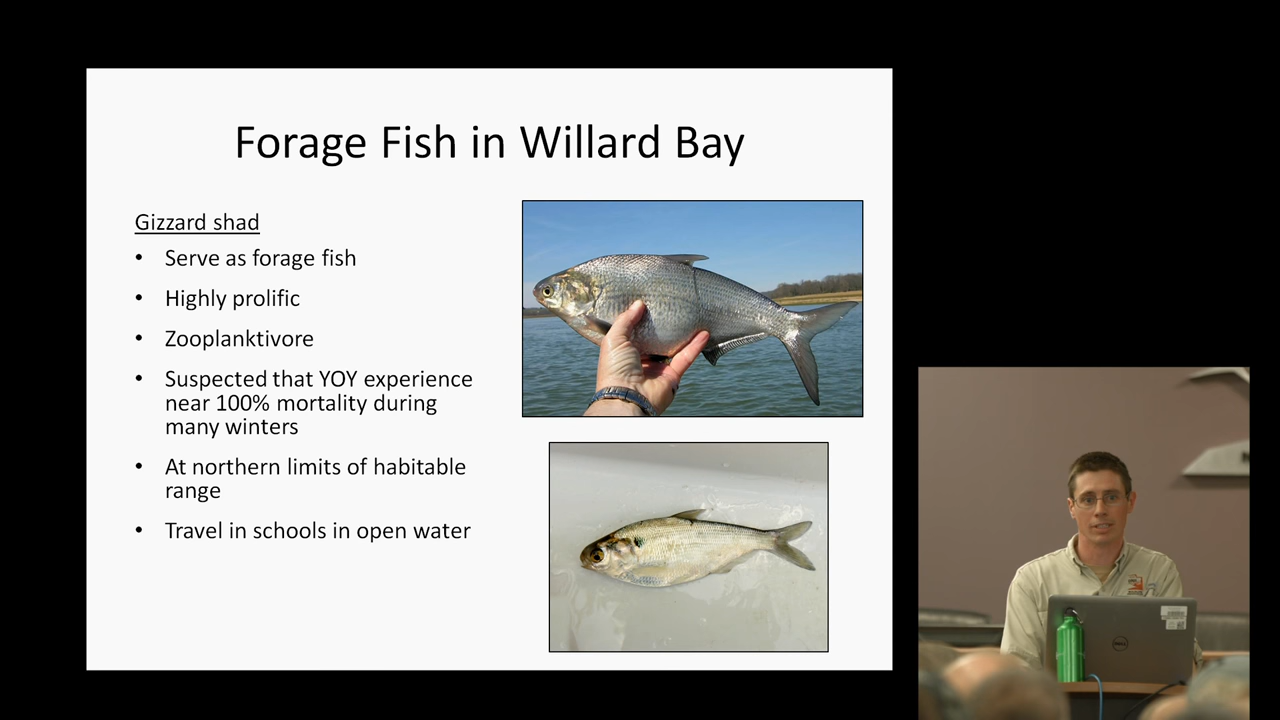 Forage Fish in Willard Bay
Gizzard shad
• Serve as forage fish
• Highly prolific
• Zooplanktivore
• Suspected that YOY experience
near 100% mortality during
many winters
• At northern limits of habitable
range
• Travel in schools in open water
DELL